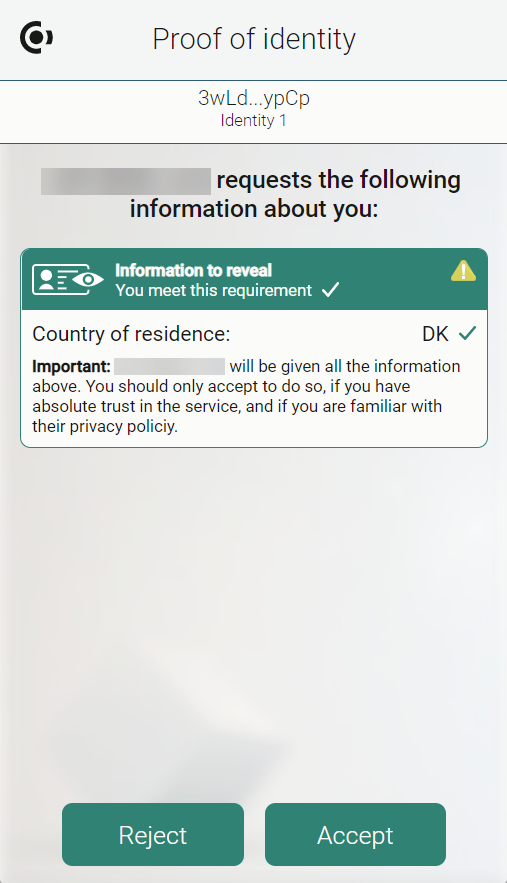 Proof of identity
3wLd...ypCp
Identity 1
requests the following
information about you:
Information to reveal
You meet this requirement
Country of residence: DK
Important: will be given all the information
above. You should only accept to do so, if you have
absolute trust in the service, and if you are familiar with
their privacy policiy.
Reject Accept